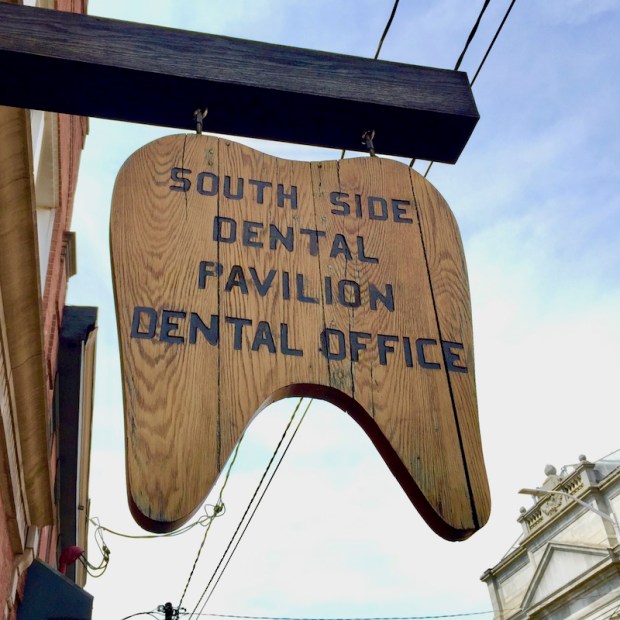 SOUTH SIDE
DENTAL
PAVILION
DENTAL OFFICE